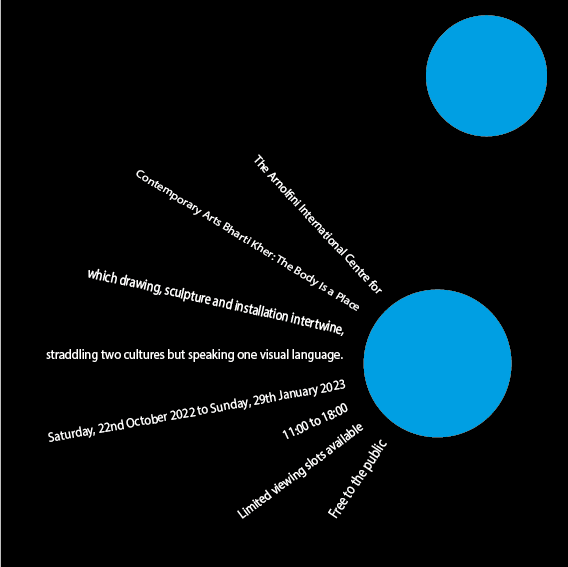 The Arnolfini International Centre for
Contemporary Arts Bharti Kher: The Body is a Place
which drawing, sculpture and installation intertwine,
straddling two cultures but speaking one visual language.
Saturday, 22nd October 2022 to Sunday, 29th January 2023
11:00 to 18:00
Limited viewing slots available
Free to the public